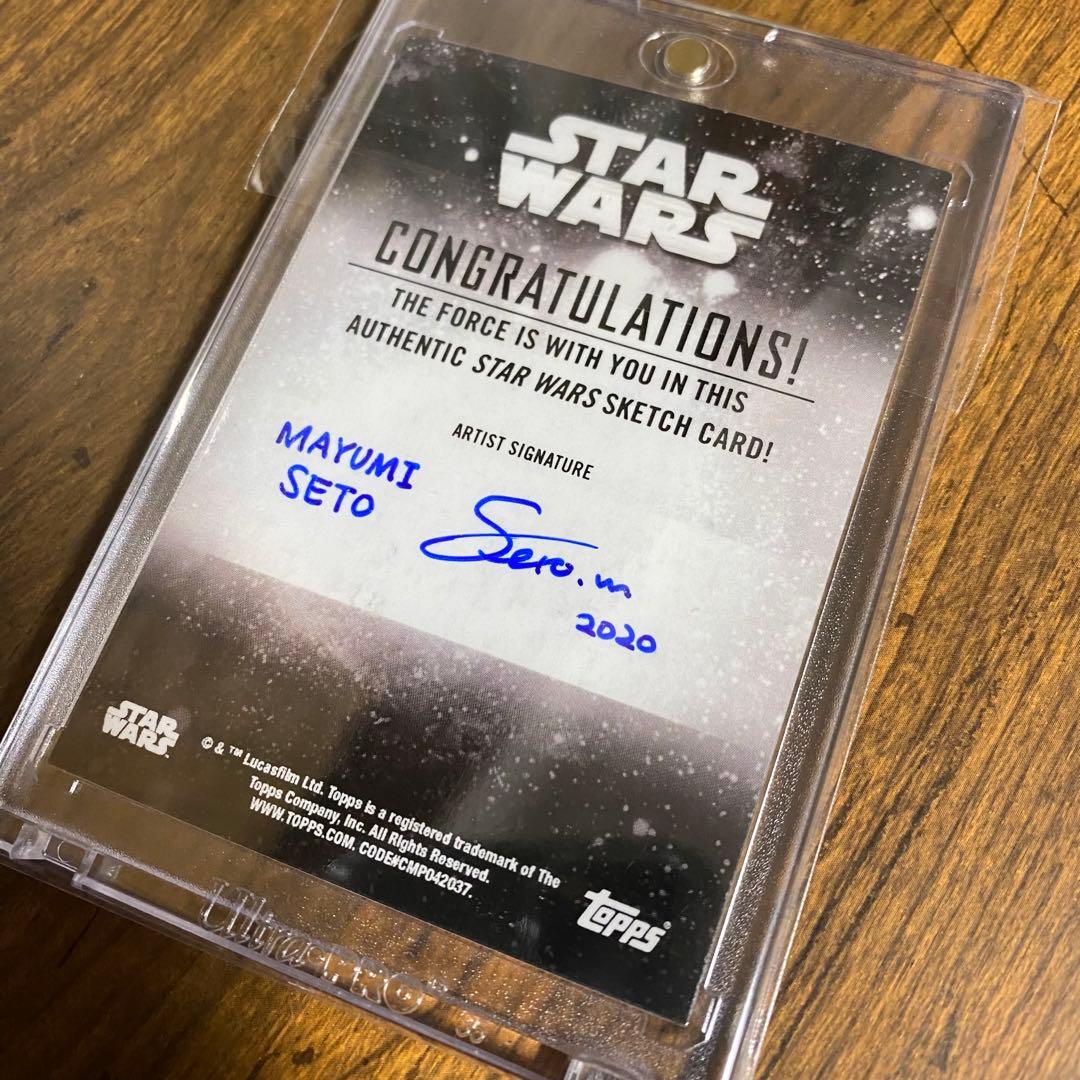 STAR
WARS
CONGRATULATIONS!
THE FORCE IS WITH YOU IN THIS
AUTHENTIC STAR WARS SKETCH CARD!
ARTIST SIGNATURE
MAYUMI
SETO
Seto.m
2020
STAR
WARS
© & ™ Lucasfilm Ltd. Topps is a registered trademark of The
Topps Company, Inc. All Rights Reserved.
WWW.TOPPS.COM. CODE#CMP042037.
topps®
Ultra PRO